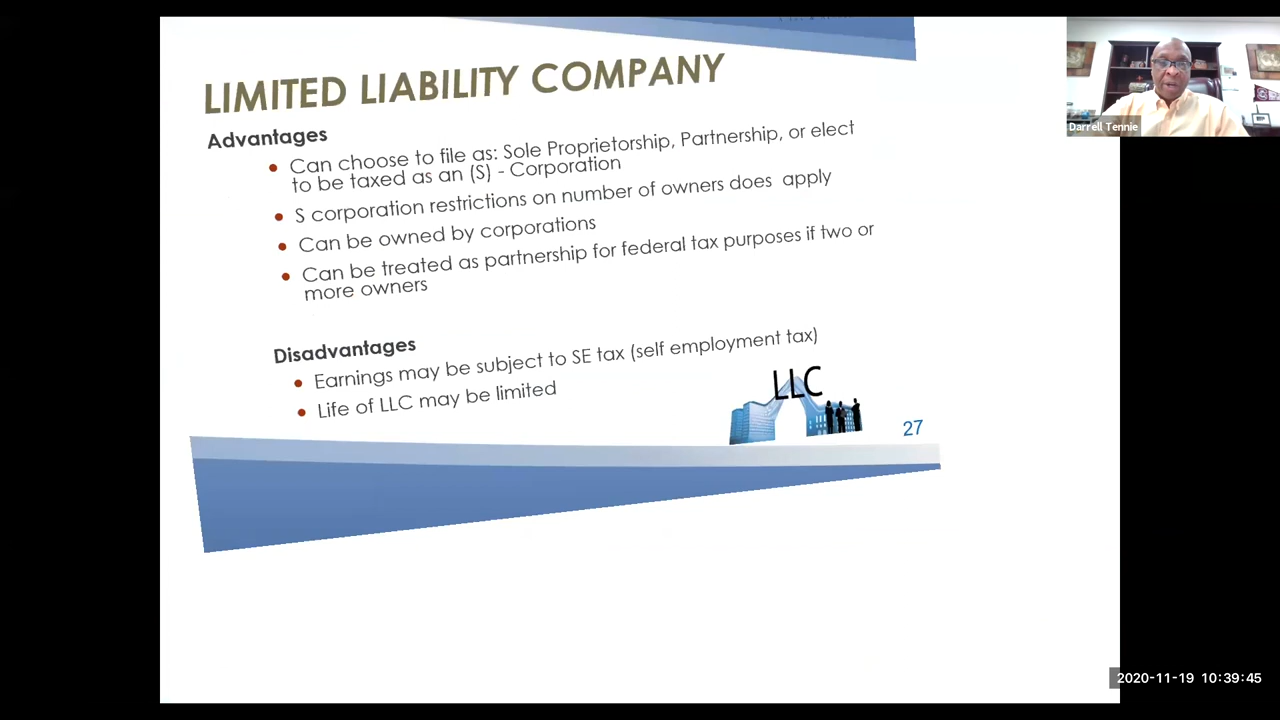 LIMITED LIABILITY COMPANY
Darrell Tennie
Advantages
• Can choose to file as: Sole Proprietorship, Partnership, or elect
to be taxed as an (S) - Corporation
• S corporation restrictions on number of owners does apply
• Can be owned by corporations
• Can be treated as partnership for federal tax purposes if two or
more owners
Disadvantages
• Earnings may be subject to SE tax (self employment tax)
• Life of LLC may be limited
LLC
27
2020-11-19 10:39:45